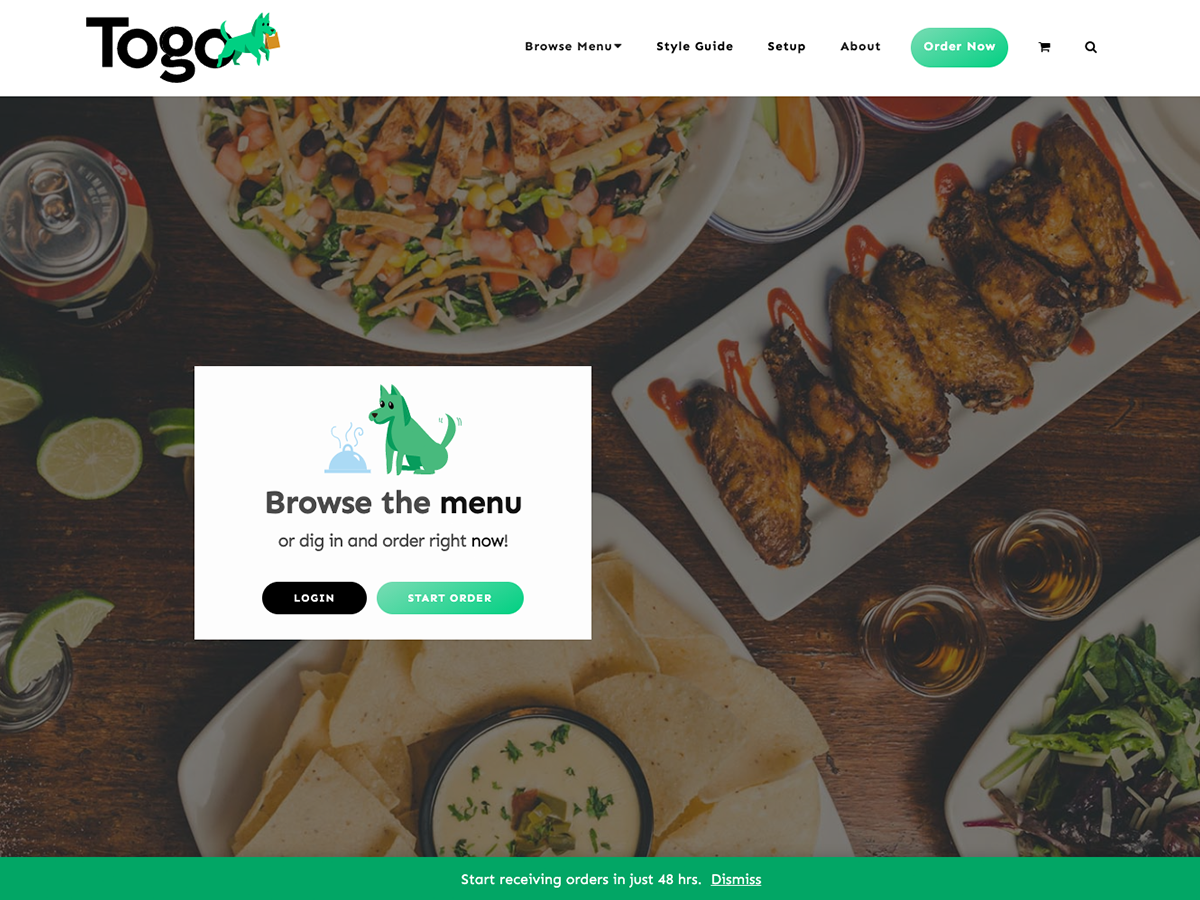 Togo
Browse Menu
Style Guide
Setup
About
Order Now
Browse the menu
or dig in and order right now!
LOGIN
START ORDER
Start receiving orders in just 48 hrs. Dismiss